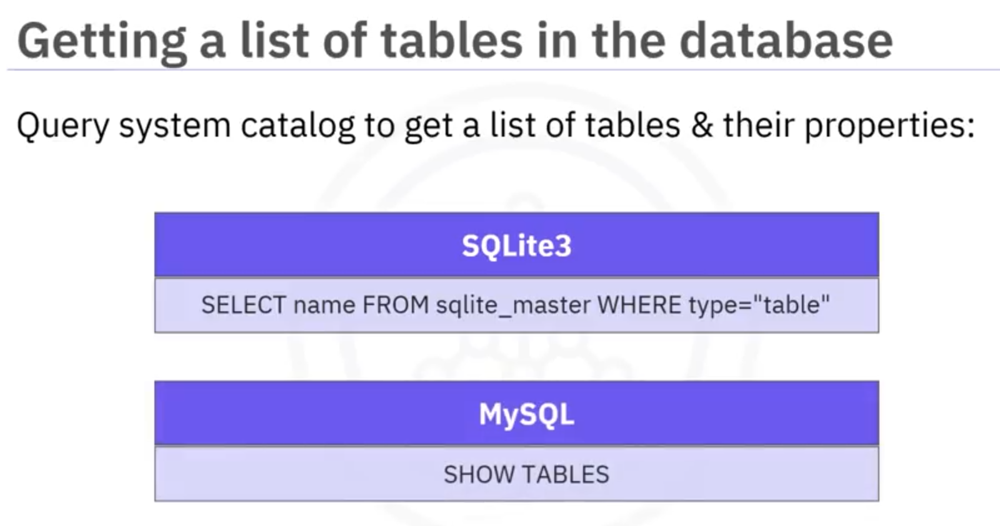 Getting a list of tables in the database
Query system catalog to get a list of tables & their properties:
SQLite3
SELECT name FROM sqlite_master WHERE type="table"
MySQL
SHOW TABLES